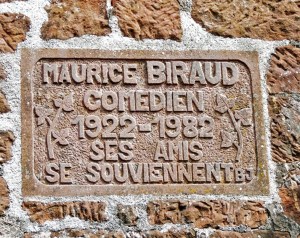 MAURICE BIRAUD
COMEDIEN
1922-1982
SES AMIS
SE SOUVIENNENT